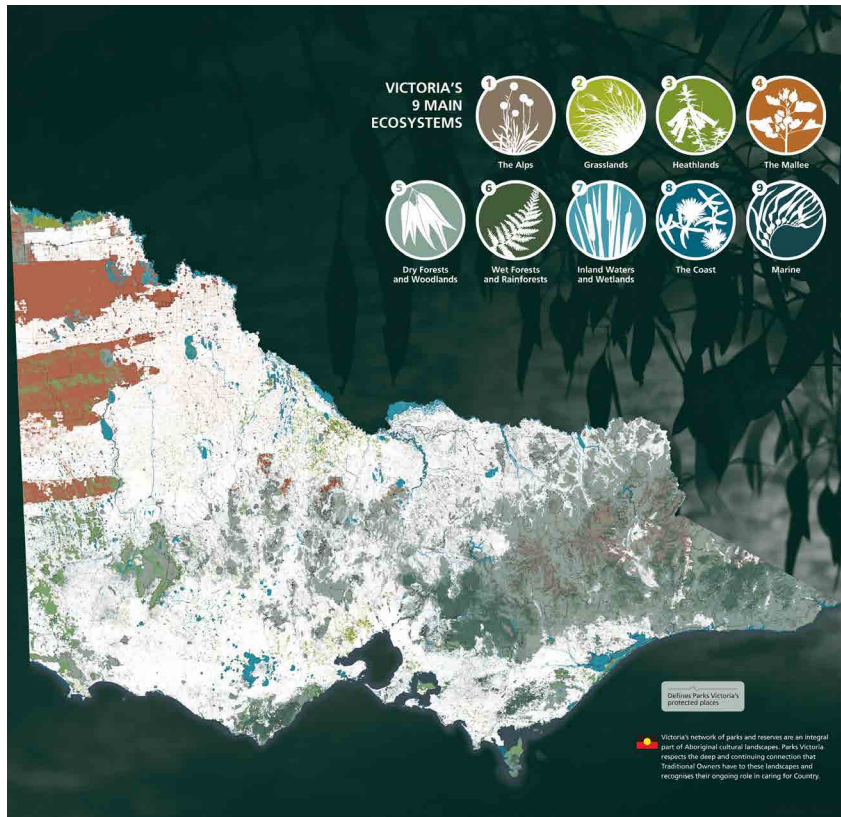 VICTORIA'S
9 MAIN
ECOSYSTEMS
1
The Alps
2
Grasslands
3
Heathlands
4
The Mallee
5
Dry Forests
and Woodlands
6
Wet Forests
and Rainforests
7
Inland Waters
and Wetlands
8
The Coast
9
Marine
Defines Parks Victoria's
protected places
Victoria's network of parks and reserves are an integral
part of Aboriginal cultural landscapes. Parks Victoria
respects the deep and continuing connection that
Traditional Owners have to these landscapes and
recognises their ongoing role in caring for Country.